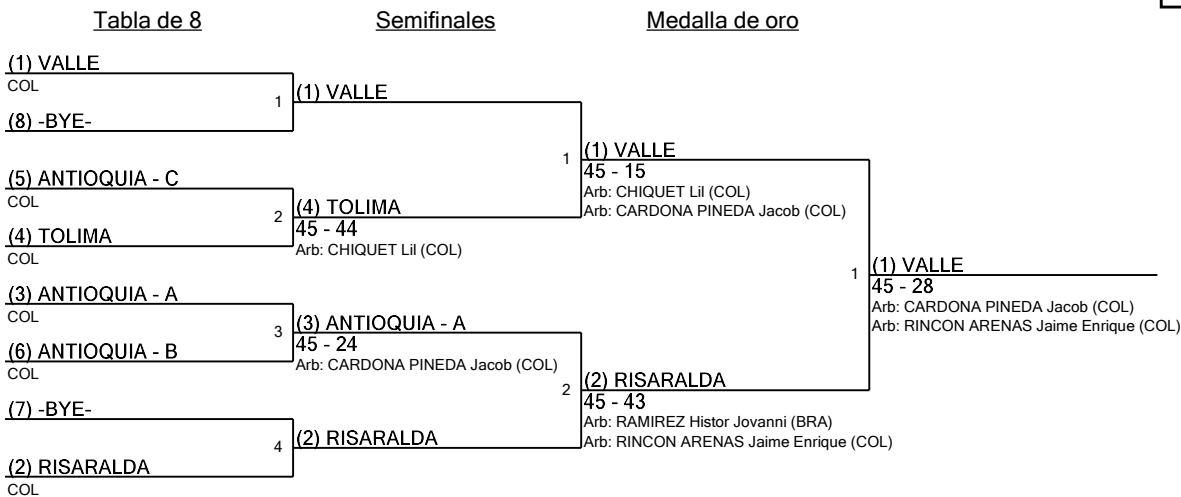 Tabla de 8
Semifinales
Medalla de oro
(1) VALLE
COL
1
(8) -BYE-
(1) VALLE
(5) ANTIOQUIA - C
COL
2
(4) TOLIMA
COL
(4) TOLIMA
45 - 44
Arb: CHIQUET Lil (COL)
1
(1) VALLE
45 - 15
Arb: CHIQUET Lil (COL)
Arb: CARDONA PINEDA Jacob (COL)
(3) ANTIOQUIA - A
COL
3
(6) ANTIOQUIA - B
COL
(3) ANTIOQUIA - A
45 - 24
Arb: CARDONA PINEDA Jacob (COL)
(7) -BYE-
4
(2) RISARALDA
COL
(2) RISARALDA
2
(2) RISARALDA
45 - 43
Arb: RAMIREZ Histor Jovanni (BRA)
Arb: RINCON ARENAS Jaime Enrique (COL)
1
(1) VALLE
45 - 28
Arb: CARDONA PINEDA Jacob (COL)
Arb: RINCON ARENAS Jaime Enrique (COL)